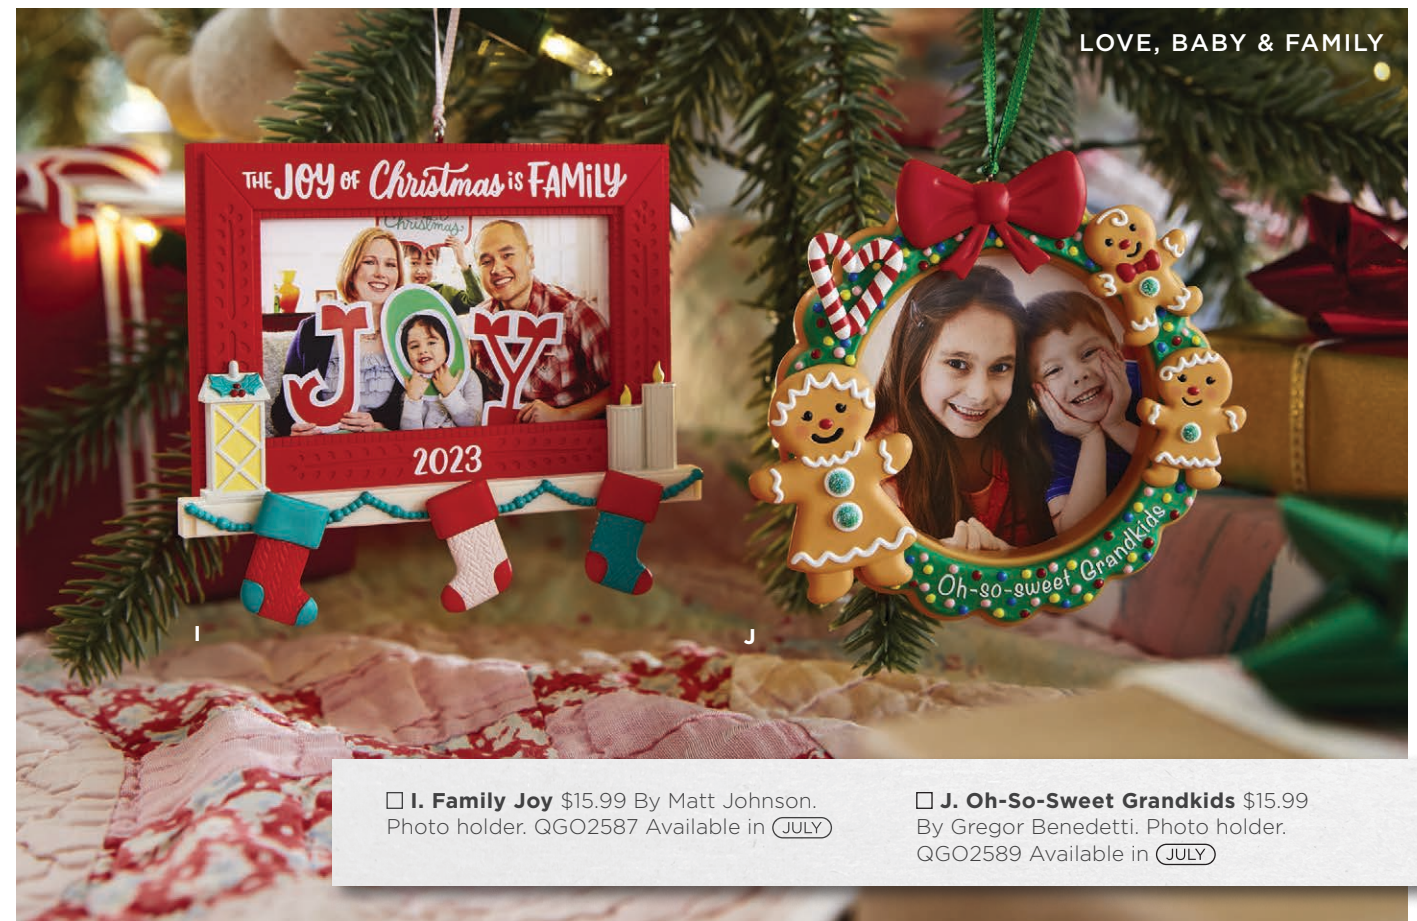 LOVE, BABY & FAMILY
THE JOY OF Christmas is FAMiLY
Christmas
JOY
2023
Oh-so-sweet Grandkids
I
J
I. Family Joy $15.99 By Matt Johnson.
Photo holder. QGO2587 Available in JULY
J. Oh-So-Sweet Grandkids $15.99
By Gregor Benedetti. Photo holder.
QGO2589 Available in JULY